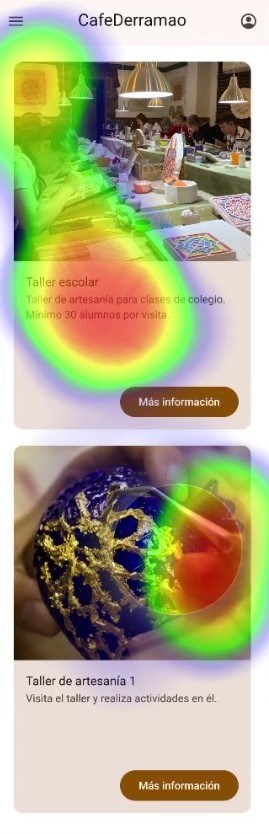 CafeDerramao
Taller escolar
Taller de artesanía para clases de colegio.
Mínimo 30 alumnos por visita.
Más información
Taller de artesanía 1
Visita el taller y realiza actividades en él.
Más información